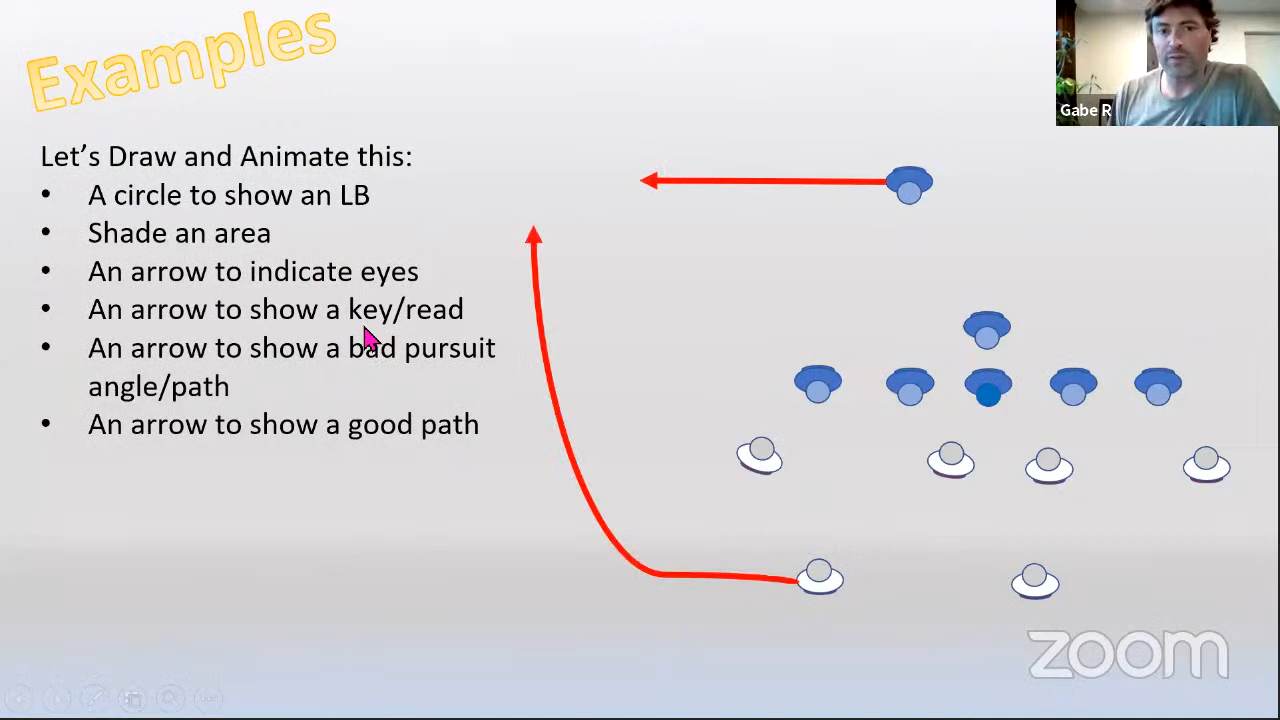 Examples
Gabe R
Let's Draw and Animate this:
• A circle to show an LB
• Shade an area
• An arrow to indicate eyes
• An arrow to show a key/read
• An arrow to show a bad pursuit
angle/path
• An arrow to show a good path
zoom